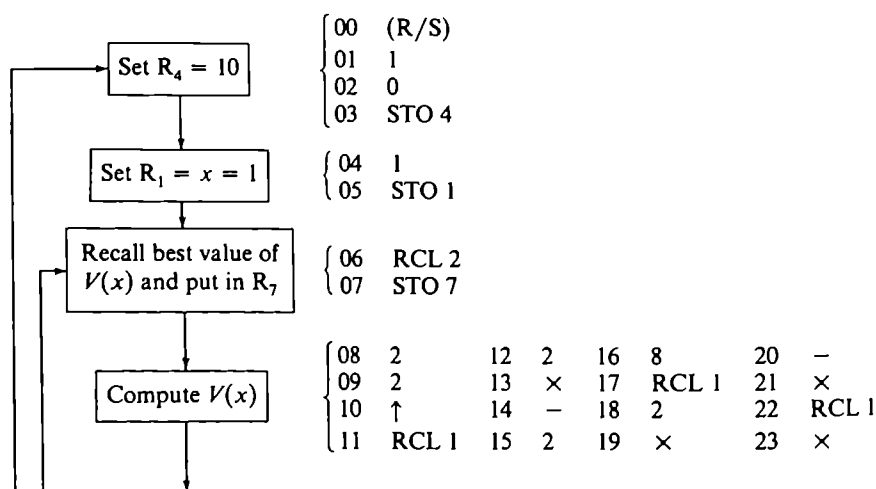 00 (R/S)
Set R4 = 10
01 1
02 0
03 STO 4
Set R1 = x = 1
04 1
05 STO 1
Recall best value of
V(x) and put in R7
06 RCL 2
07 STO 7
Compute V(x)
08 2 12 2 16 8 20 −
09 2 13 × 17 RCL 1 21 ×
10 ↑ 14 − 18 2 22 RCL 1
11 RCL 1 15 2 19 × 23 ×